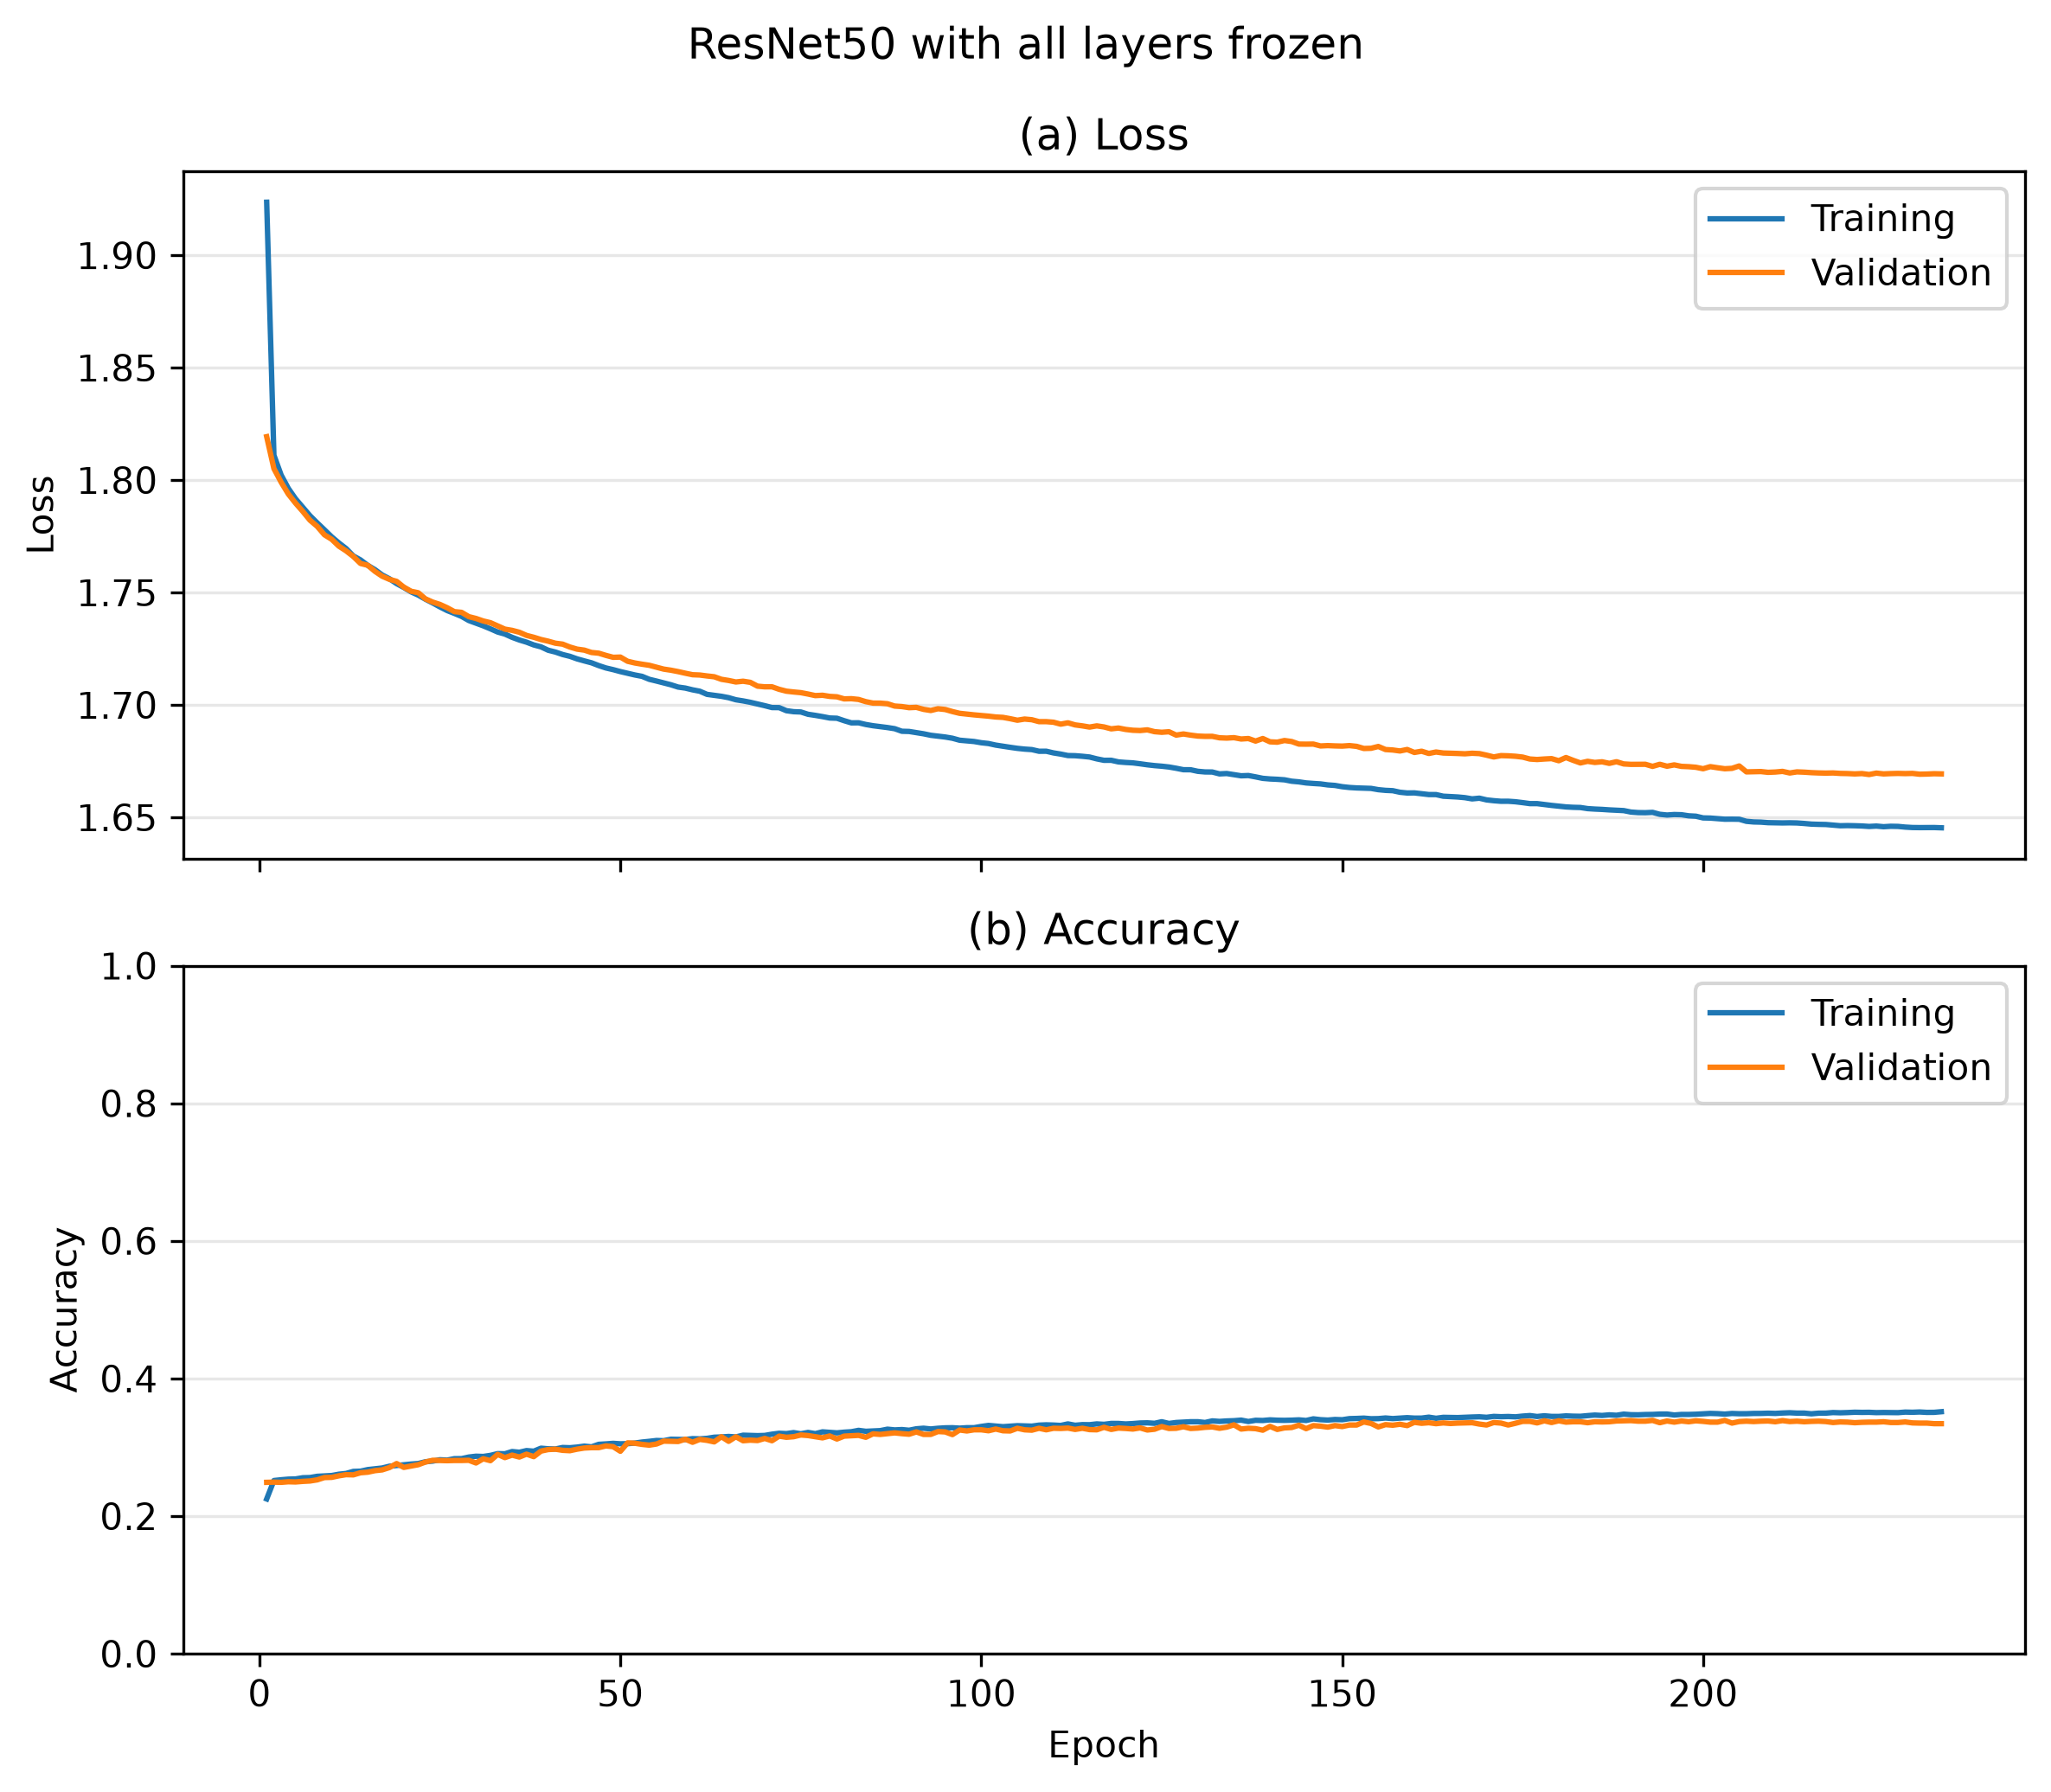 ResNet50 with all layers frozen
(a) Loss
Loss
1.90
1.85
1.80
1.75
1.70
1.65
Training
Validation
(b) Accuracy
Accuracy
1.0
0.8
0.6
0.4
0.2
0.0
Training
Validation
0 50 100 150 200
Epoch